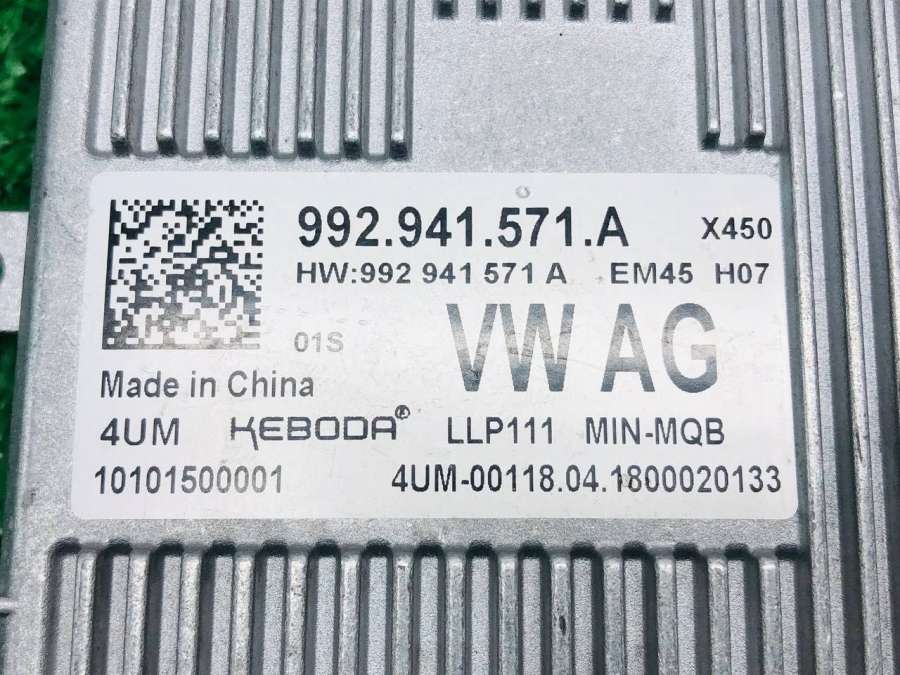 992.941.571.A X450
HW:992 941 571 A EM45 H07
01S VW AG
Made in China
4UM KEBODA® LLP111 MIN-MQB
10101500001 4UM-00118.04.1800020133